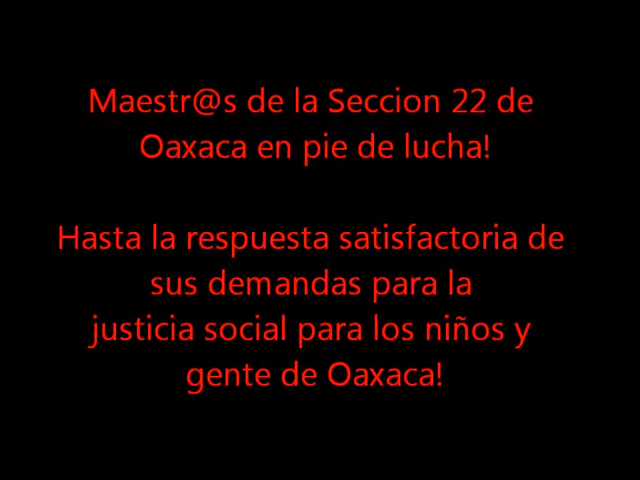 Maestr@s de la Seccion 22 de
Oaxaca en pie de lucha!
Hasta la respuesta satisfactoria de
sus demandas para la
justicia social para los niños y
gente de Oaxaca!